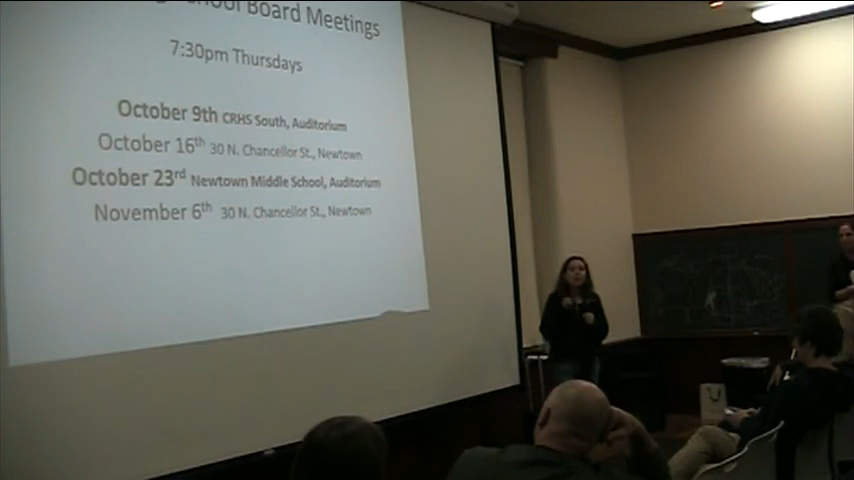 School Board Meetings
7:30pm Thursdays
October 9th CRHS South, Auditorium
October 16th 30 N. Chancellor St., Newtown
October 23rd Newtown Middle School, Auditorium
November 6th 30 N. Chancellor St., Newtown